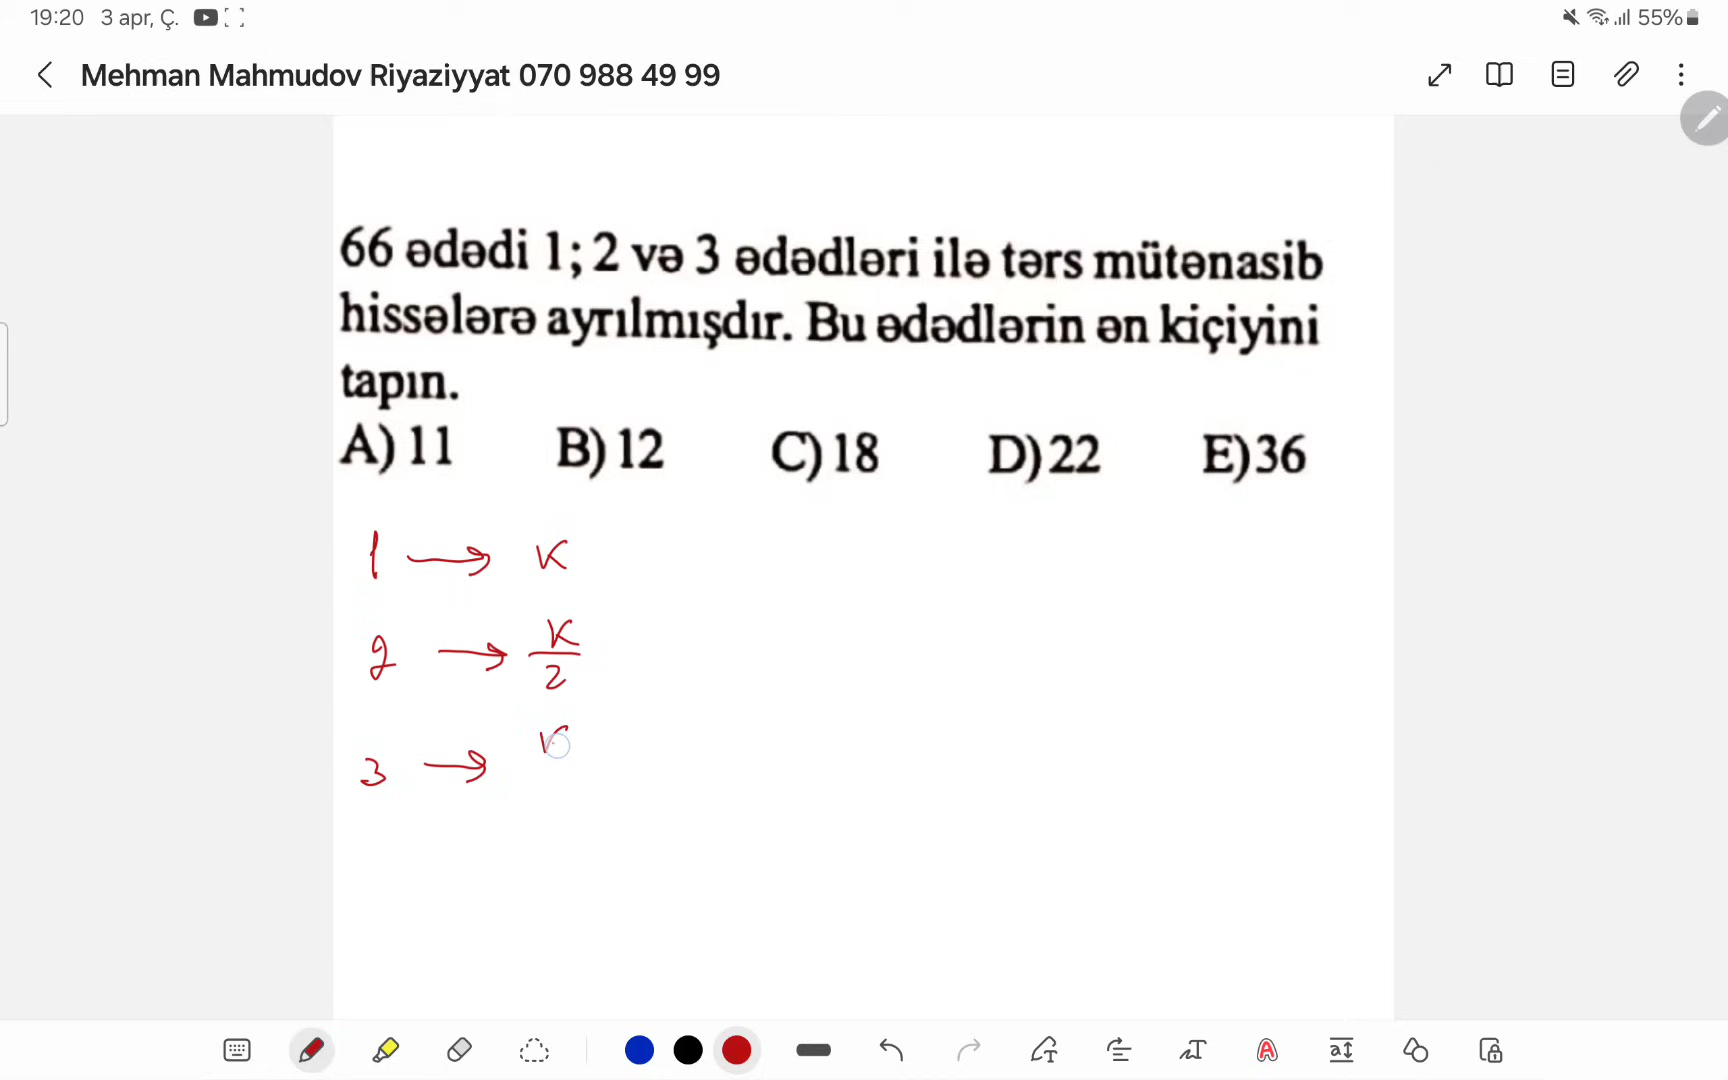 19:20 3 apr, Ç.
55%
Mehman Mahmudov Riyaziyyat 070 988 49 99
66 ədədi 1; 2 və 3 ədədləri ilə tərs mütənasib
hissələrə ayrılmışdır. Bu ədədlərin ən kiçiyini
tapın.
A) 11 B) 12 C) 18 D) 22 E) 36
1 → K
2 → K/2
3 → K